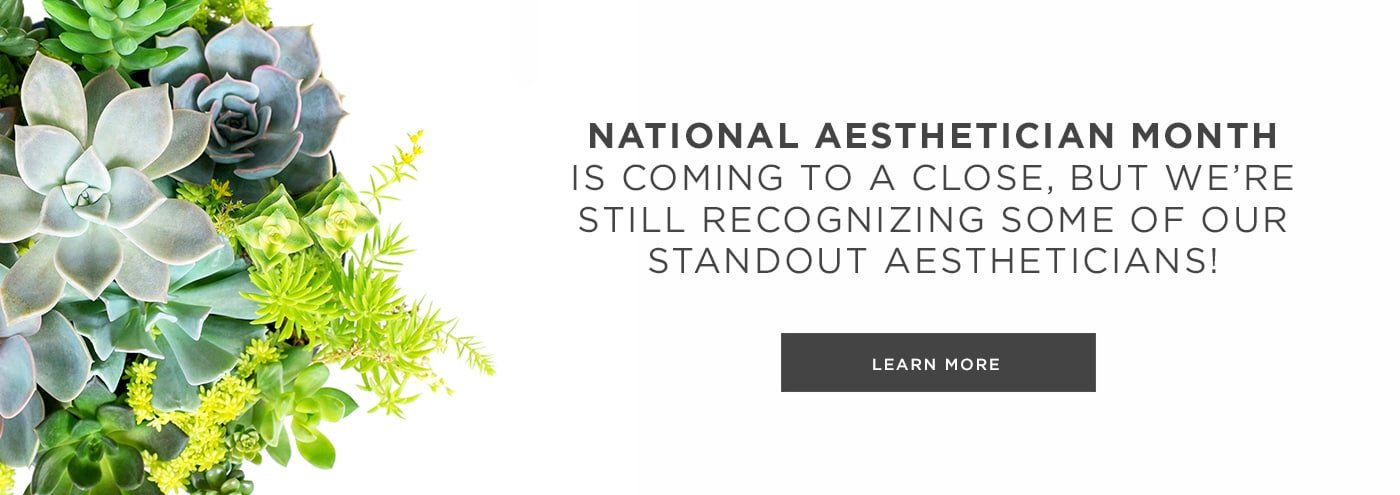 NATIONAL AESTHETICIAN MONTH
IS COMING TO A CLOSE, BUT WE’RE
STILL RECOGNIZING SOME OF OUR
STANDOUT AESTHETICIANS!
LEARN MORE